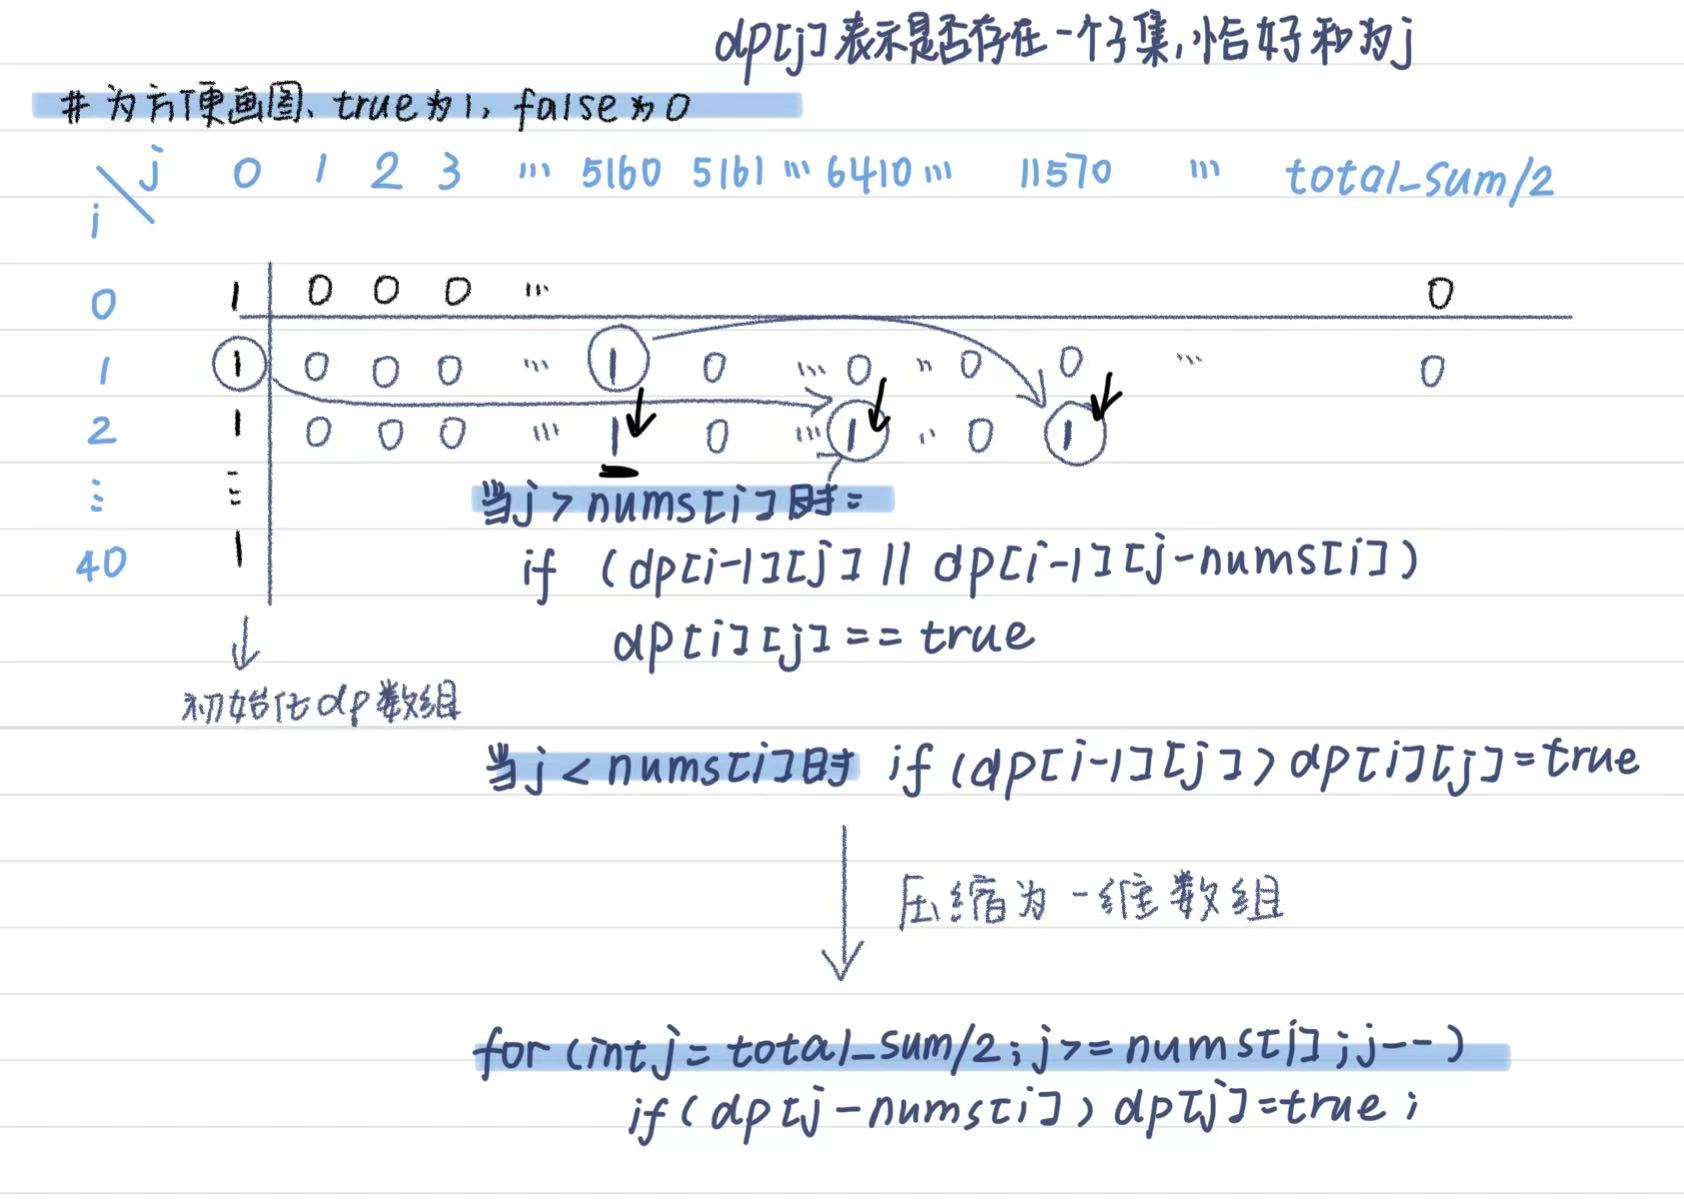 dp[j]表示是否存在一个子集,恰好和为j
# 为方便画图、true为1, false为0
j 0 1 2 3 ... 5160 5161 ... 6410 ... 11570 ... total_sum/2
i
0 1 0 0 0 ... 0
1 1 0 0 0 ... 1 0 ... 0 .. 0 0 ... 0
2 1 0 0 0 ... 1 0 ... 1 .. 0 1
⋮ ⋮
当j > nums[i]时:
40 1
if (dp[i-1][j] || dp[i-1][j-nums[i])
dp[i][j] == true
初始化dp数组
当j < nums[i]时 if(dp[i-1][j]) dp[i][j]=true
压缩为一维数组
for(int j= total_sum/2; j>= nums[i]; j--)
if(dp[j-nums[i]) dp[j]=true;